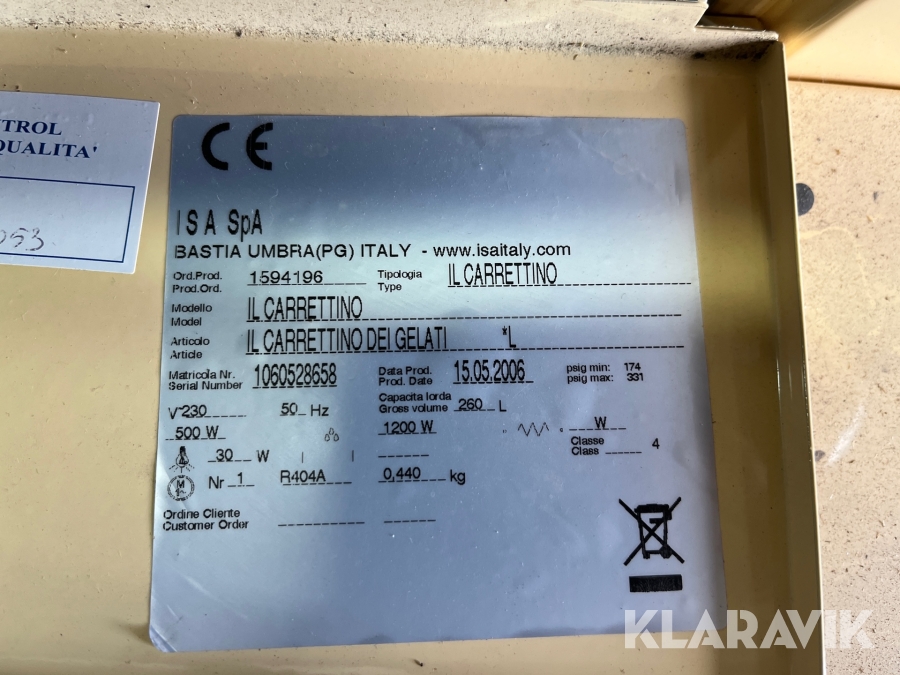 NTROL
QUALITA'
053
CE
ISA SpA
BASTIA UMBRA(PG) ITALY - www.isaitaly.com
Ord.Prod. 1594196 Tipologia IL CARRETTINO
Prod.Ord. Type
Modello IL CARRETTINO
Model
Articolo IL CARRETTINO DEI GELATI *L
Article
Matricola Nr. 1060528658 Data Prod. 15.05.2006 psig min: 174
Serial Number Prod. Date psig max: 331
V~230 50 Hz Capacita lorda
Gross volume 260 L
500 W 1200 W W
30 W Classe
Class 4
Nr 1 R404A 0,440 kg
Ordine Cliente
Customer Order
KLARAVIK